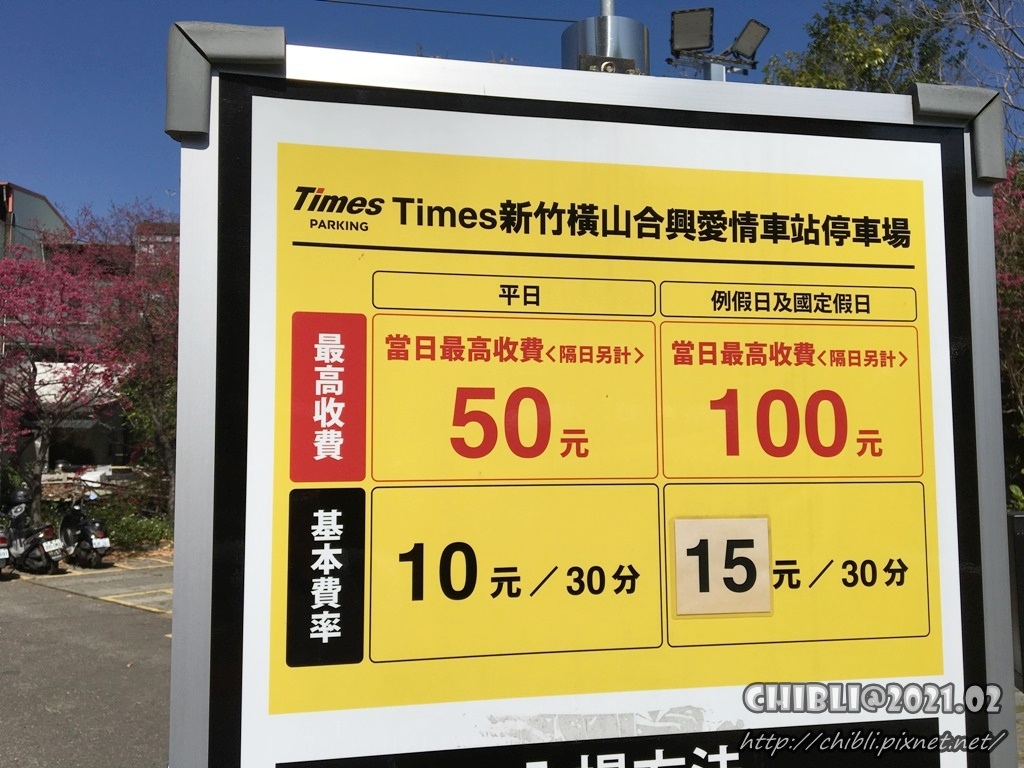 Times PARKING Times新竹橫山合興愛情車站停車場
平日 例假日及國定假日
最高收費 當日最高收費<隔日另計> 當日最高收費<隔日另計>
50元 100元
基本費率 10元／30分 15元／30分
CHIBLI@2021.02
http://chibli.pixnet.net/